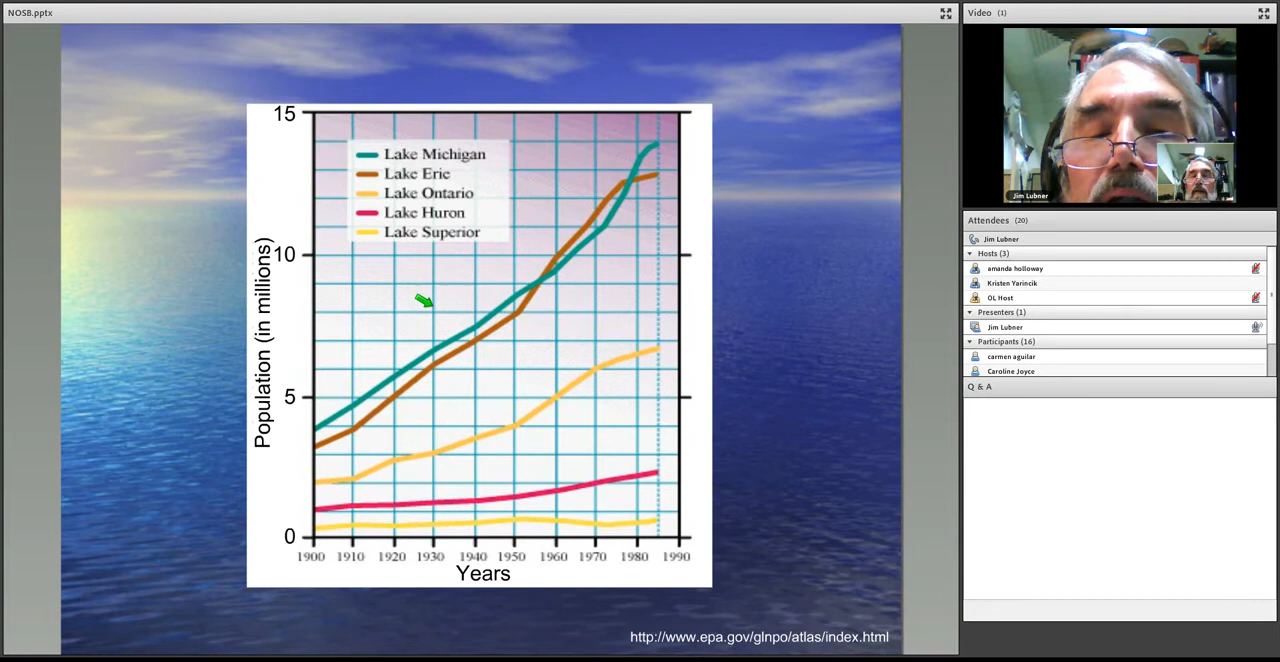 NOSB.pptx
15
10
5
0
Population (in millions)
Lake Michigan
Lake Erie
Lake Ontario
Lake Huron
Lake Superior
1900 1910 1920 1930 1940 1950 1960 1970 1980 1990
Years
http://www.epa.gov/glnpo/atlas/index.html
Video (1)
Jim Lubner
Attendees (20)
Jim Lubner
Hosts (3)
amanda holloway
Kristen Yarincik
OL Host
Presenters (1)
Jim Lubner
Participants (16)
carmen aguilar
Caroline Joyce
Q & A